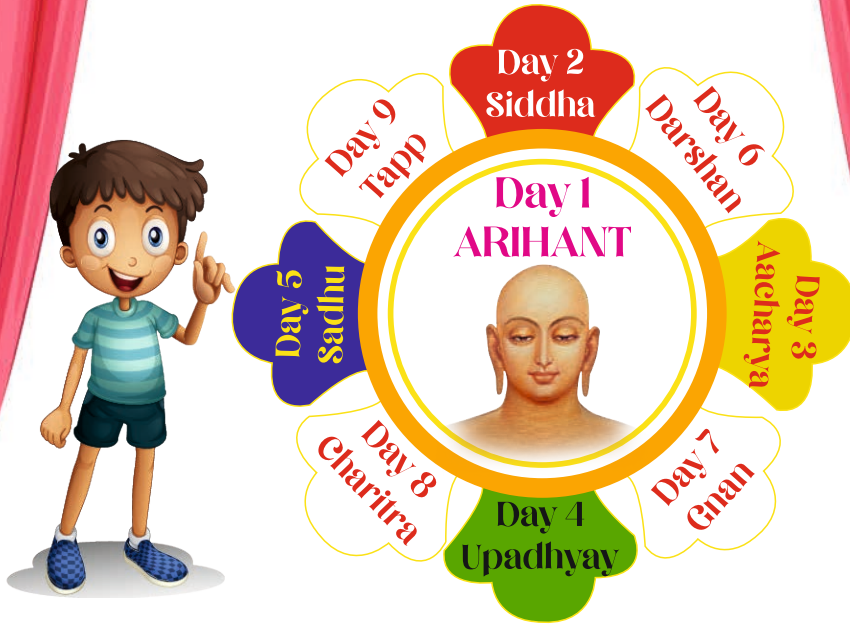 Day 1
ARIHANT
Day 2
Siddha
Day 3
Aacharya
Day 4
Upadhyay
Day 5
Sadhu
Day 6
Darshan
Day 7
Gnan
Day 8
Charitra
Day 9
Tapp